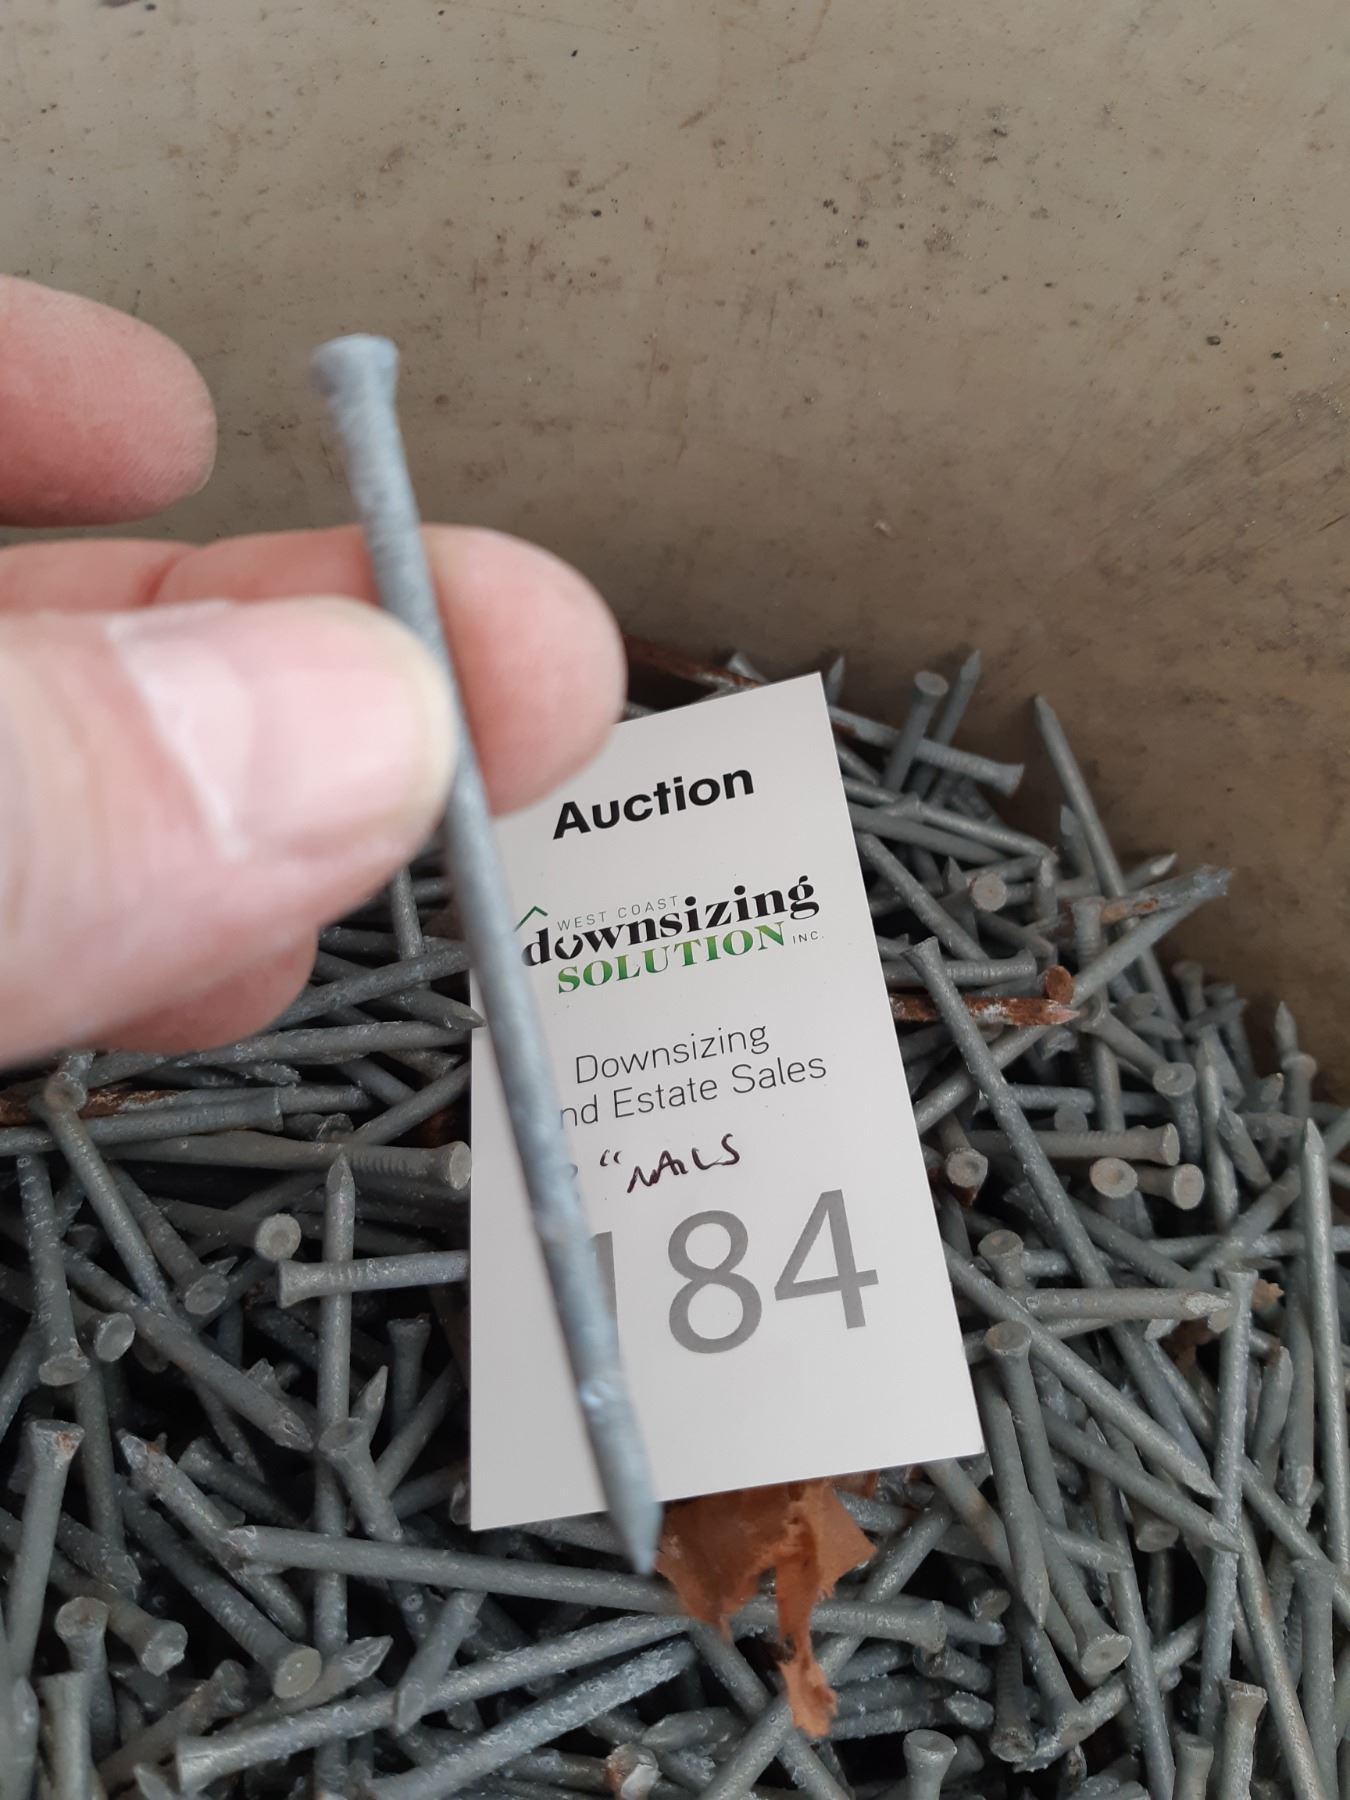 Auction
WEST COAST
downsizing
SOLUTION INC.
Downsizing
nd Estate Sales
" NAILS
184